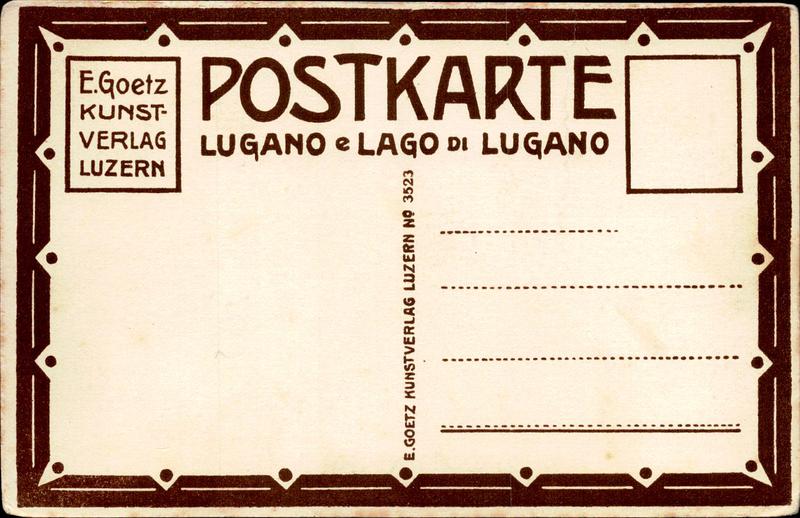 E.Goetz
KUNST-
VERLAG
LUZERN
POSTKARTE
LUGANO e LAGO DI LUGANO
E.GOETZ KUNSTVERLAG LUZERN No 3523